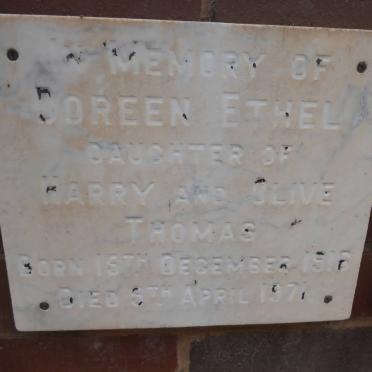 In Memory of
Doreen Ethel
Daughter of
Harry and Olive
Thomas
Born 15th December 1916
Died 5th April 1971.